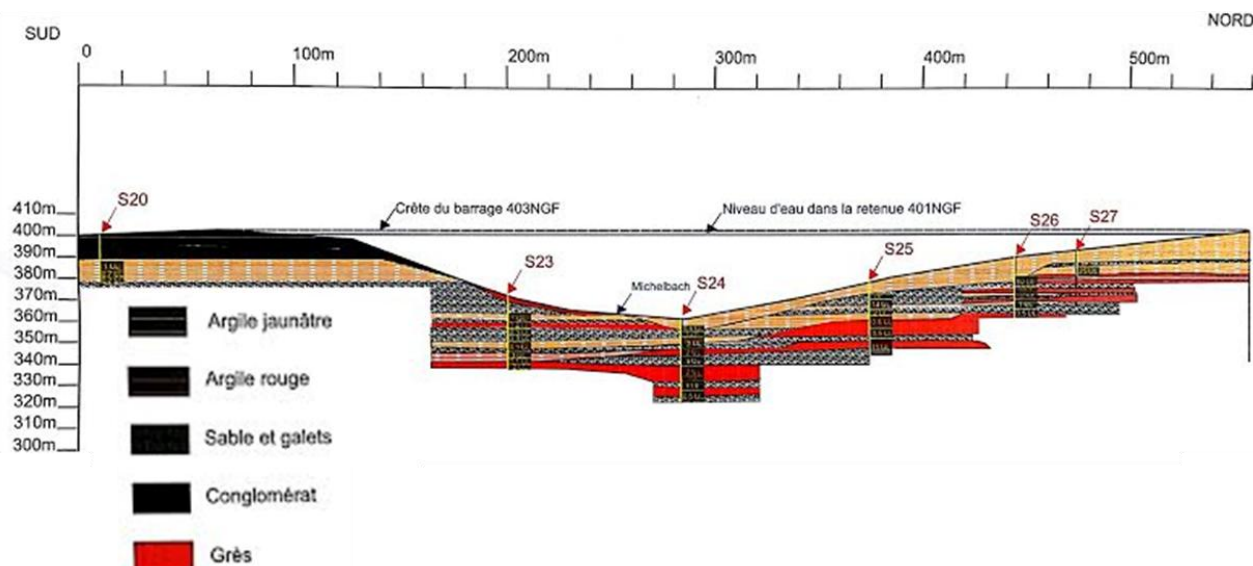 SUD
NORD
0 100m 200m 300m 400m 500m
S20
Crête du barrage 403NGF
Niveau d'eau dans la retenue 401NGF
S26
S27
S23
Michelbach
S24
S25
410m
400m
390m
380m
370m
360m
350m
340m
330m
320m
310m
300m
Argile jaunâtre
Argile rouge
Sable et galets
Conglomérat
Grès